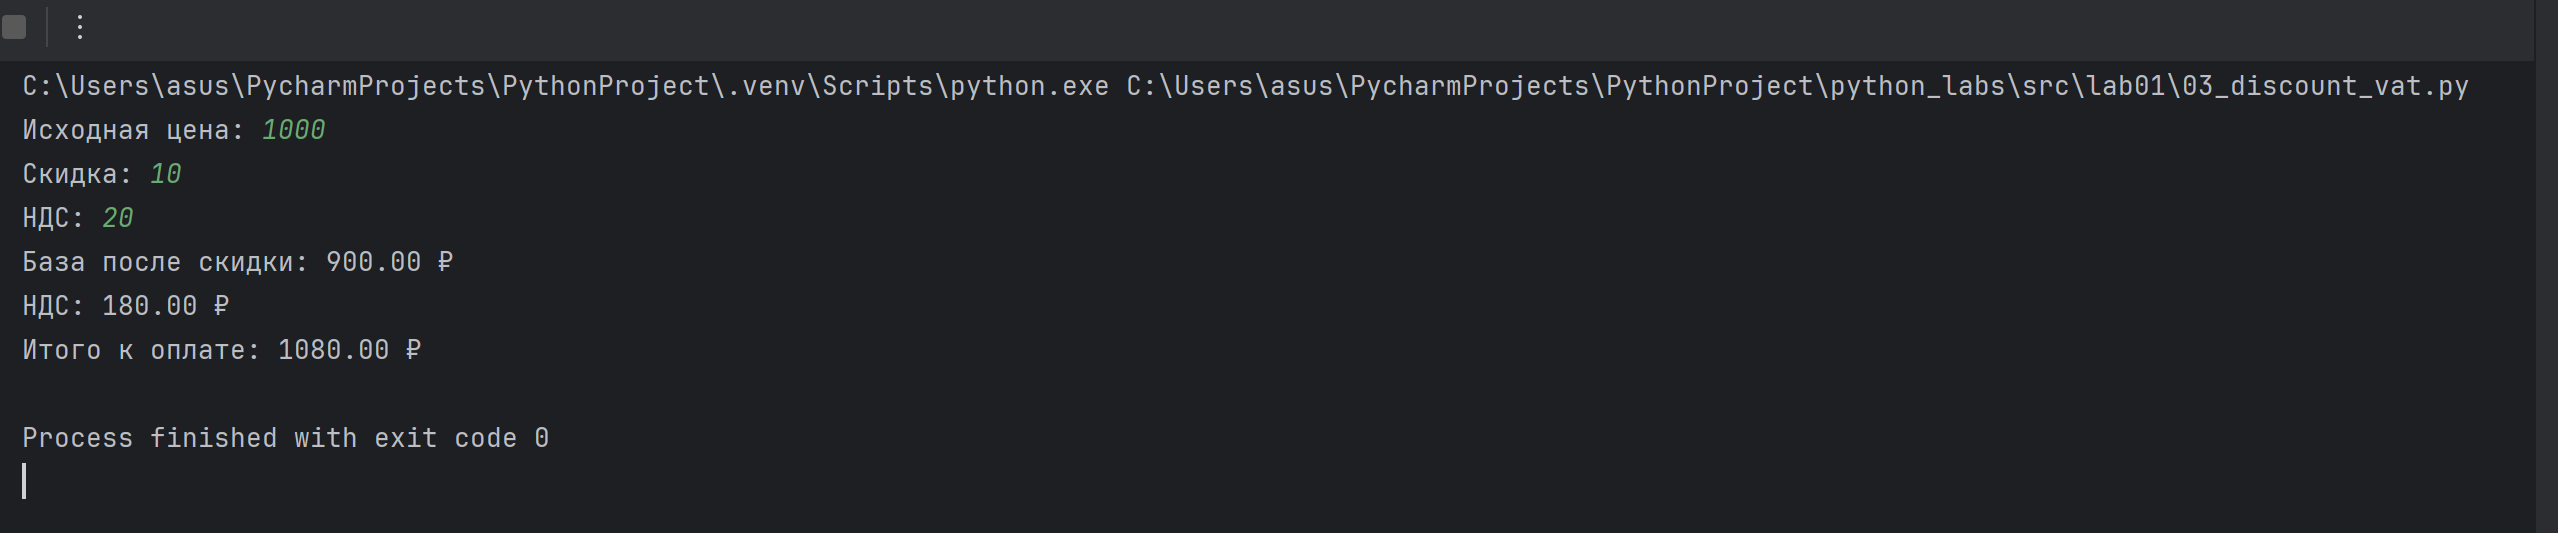 C:\Users\asus\PycharmProjects\PythonProject\.venv\Scripts\python.exe C:\Users\asus\PycharmProjects\PythonProject\python_labs\src\lab01\03_discount_vat.py
Исходная цена: 1000
Скидка: 10
НДС: 20
База после скидки: 900.00 ₽
НДС: 180.00 ₽
Итого к оплате: 1080.00 ₽
Process finished with exit code 0